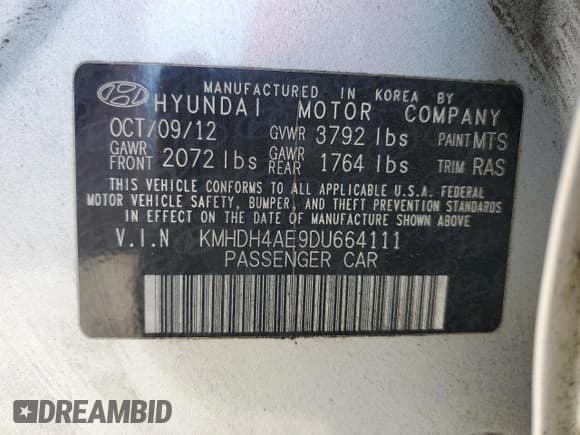 MANUFACTURED IN KOREA BY
HYUNDAI MOTOR COMPANY
OCT/09/12 GVWR 3792 lbs PAINT MTS
GAWR FRONT 2072 lbs GAWR REAR 1764 lbs TRIM RAS
THIS VEHICLE CONFORMS TO ALL APPLICABLE U.S.A. FEDERAL
MOTOR VEHICLE SAFETY, BUMPER, AND THEFT PREVENTION STANDARDS
IN EFFECT ON THE DATE OF MANUFACTURE SHOWN ABOVE.
V.I.N KMHDH4AE9DU664111
PASSENGER CAR
DREAMBID